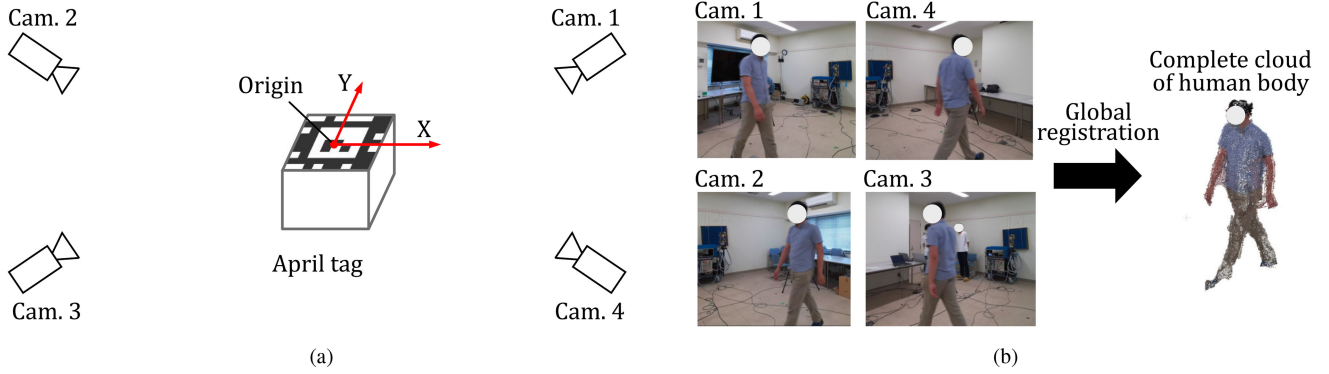 Cam. 2
Cam. 1
Origin
Y
X
April tag
Cam. 3
Cam. 4
(a)
Cam. 1
Cam. 4
Cam. 2
Cam. 3
Global
registration
Complete cloud
of human body
(b)